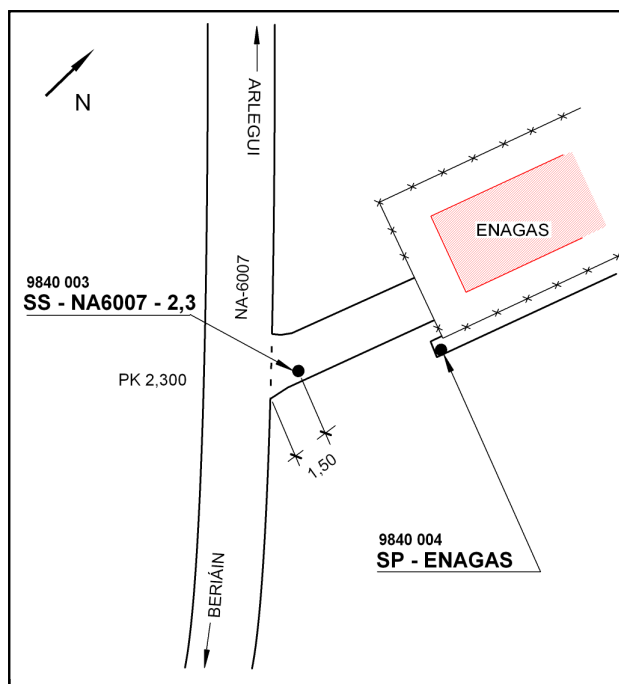 N
ARLEGUI
ENAGAS
NA-6007
9840 003
SS - NA6007 - 2,3
PK 2,300
1,50
9840 004
SP - ENAGAS
BERIÁIN